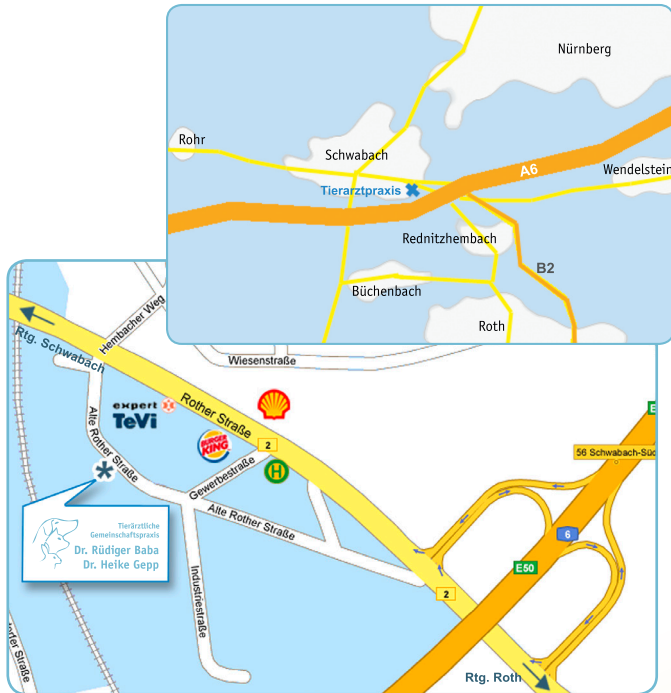 Nürnberg
Rohr
Schwabach
A6
Wendelstein
Tierarztpraxis
Rednitzhembach
B2
Büchenbach
Roth
Hembacher Weg
Rtg. Schwabach
Wiesenstraße
expert
TeVi
Rother Straße
BURGER
KING
2
56 Schwabach-Süd
Alte Rother Straße
Gewerbestraße
H
Alte Rother Straße
Tierärztliche
Gemeinschaftspraxis
Dr. Rüdiger Baba
Dr. Heike Gepp
Industriestraße
6
E50
2
Rtg. Roth